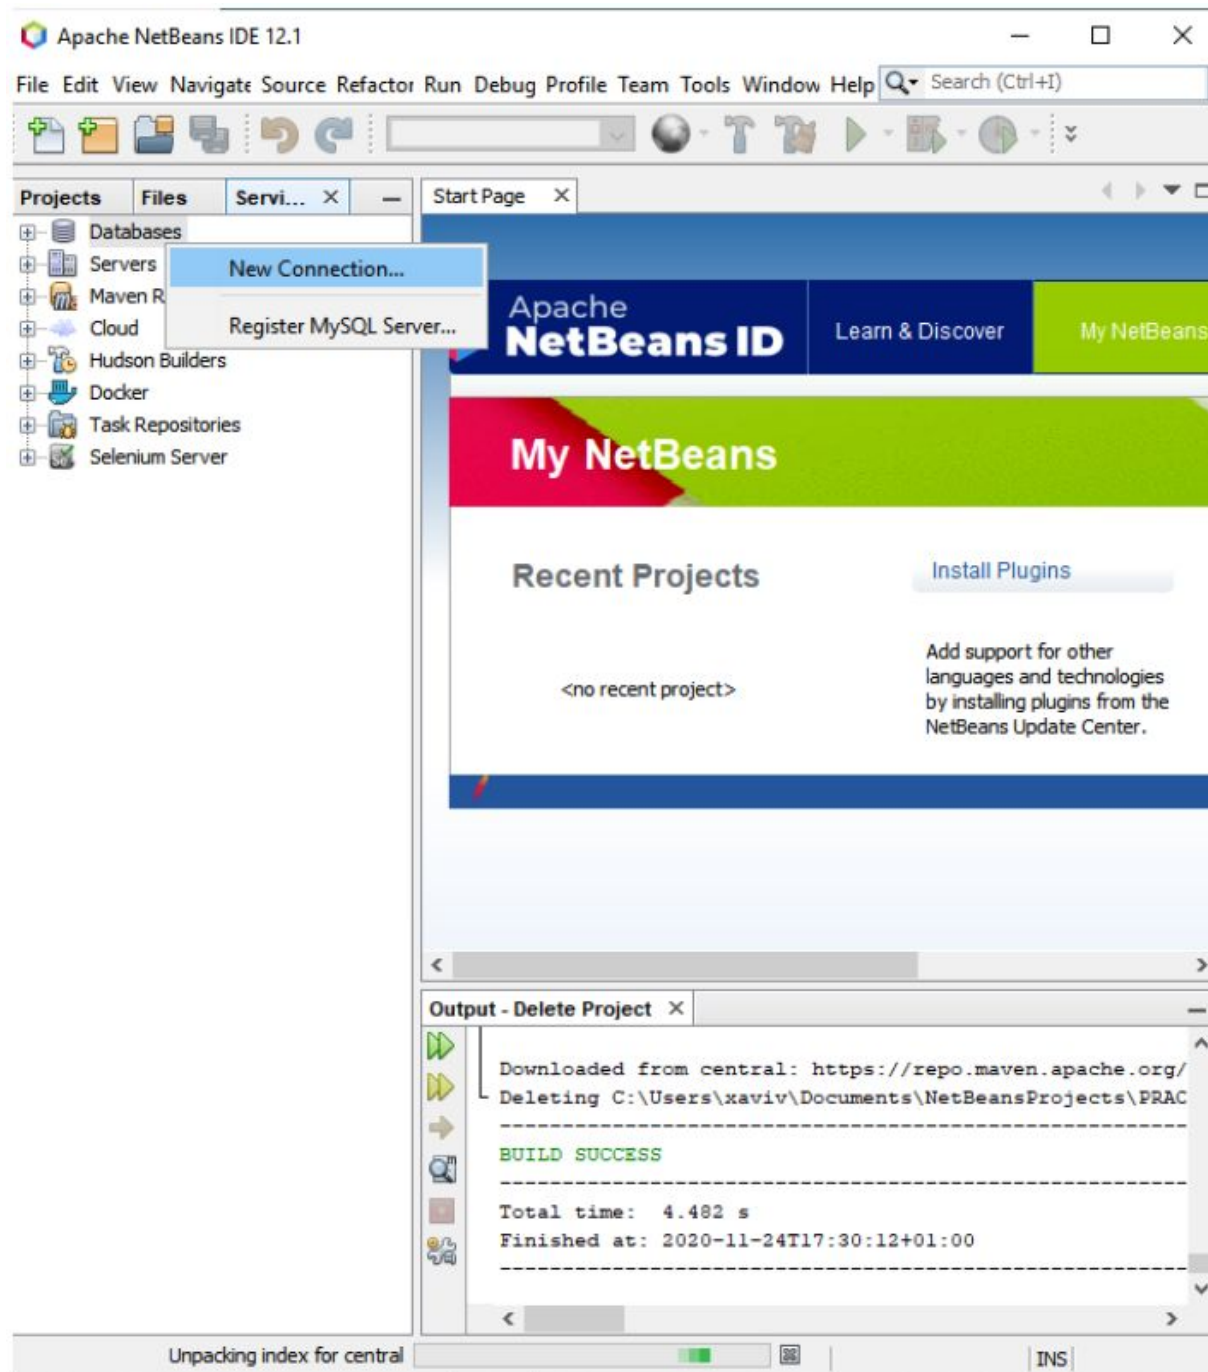 Apache NetBeans IDE 12.1
File Edit View Navigate Source Refactor Run Debug Profile Team Tools Window Help Search (Ctrl+I)
Projects Files Servi... Start Page
Databases
Servers
New Connection...
Maven R
Cloud
Register MySQL Server...
Hudson Builders
Docker
Task Repositories
Selenium Server
Apache
NetBeans ID
Learn & Discover
My NetBeans
My NetBeans
Recent Projects
Install Plugins
<no recent project>
Add support for other
languages and technologies
by installing plugins from the
NetBeans Update Center.
Output - Delete Project
Downloaded from central: https://repo.maven.apache.org/
Deleting C:\Users\xaviv\Documents\NetBeansProjects\PRAC
------------------------------------------------------------------------
BUILD SUCCESS
------------------------------------------------------------------------
Total time:  4.482 s
Finished at: 2020-11-24T17:30:12+01:00
------------------------------------------------------------------------
Unpacking index for central
INS